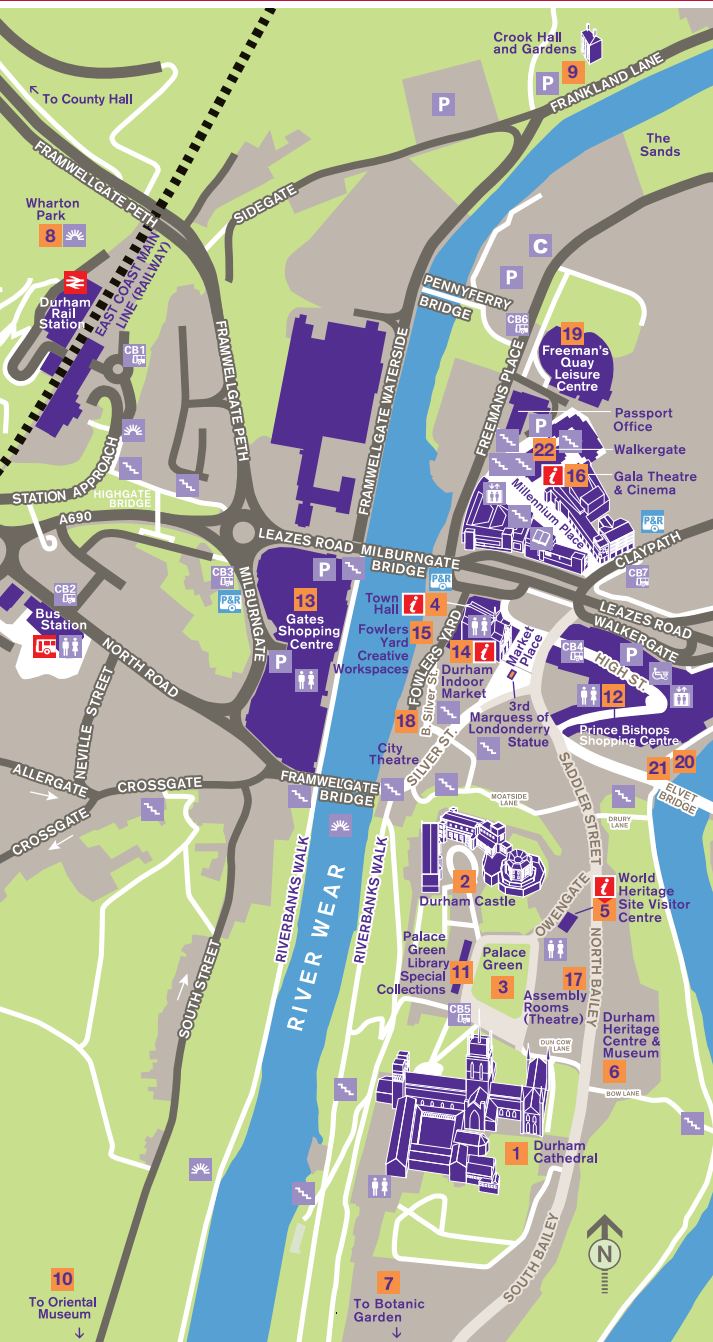 Crook Hall
and Gardens
9
P
FRANKLAND LANE
To County Hall
P
The
Sands
FRAMWELLGATE PETH
SIDEGATE
Wharton
Park
8
EAST COAST MAIN
LINE (RAILWAY)
Durham
Rail
Station
C
P
PENNYFERRY
BRIDGE
CB6
CB1
19
Freeman's
Quay
Leisure
Centre
FRAMWELLGATE PETH
FRAMWELLGATE WATERSIDE
FREEMANS PLACE
Passport
Office
P
22
Walkergate
i
16
Gala Theatre
& Cinema
Millennium Place
STATION APPROACH
HIGHGATE
BRIDGE
A690
P&R
CLAYPATH
LEAZES ROAD
MILBURNGATE
BRIDGE
CB3
P&R
P
P&R
CB7
CB2
Bus
Station
MILBURNGATE
13
Gates
Shopping
Centre
P
Town
Hall
i
4
Fowlers
Yard
Creative
Workspaces
15
FOWLERS YARD
14
i
Durham
Indoor
Market
Market
Place
LEAZES ROAD
WALKERGATE
CB4
P
HIGH ST.
12
Prince Bishops
Shopping Centre
NORTH ROAD
NEVILLE STREET
18
B. Silver St.
3rd
Marquess of
Londonderry
Statue
City
Theatre
SILVER ST.
21
20
ELVET
BRIDGE
ALLERGATE
CROSSGATE
CROSSGATE
FRAMWELGATE
BRIDGE
MOATSIDE
LANE
SADDLER STREET
DRURY
LANE
RIVERBANKS WALK
RIVER WEAR
RIVERBANKS WALK
2
Durham Castle
OWENGATE
i
5
World
Heritage
Site Visitor
Centre
Palace
Green
Library
Special
Collections
11
Palace
Green
3
17
Assembly
Rooms
(Theatre)
NORTH BAILEY
SOUTH STREET
CB5
Durham
Heritage
Centre &
Museum
6
DUN COW
LANE
BOW LANE
1
Durham
Cathedral
SOUTH BAILEY
N
10
To Oriental
Museum
7
To Botanic
Garden